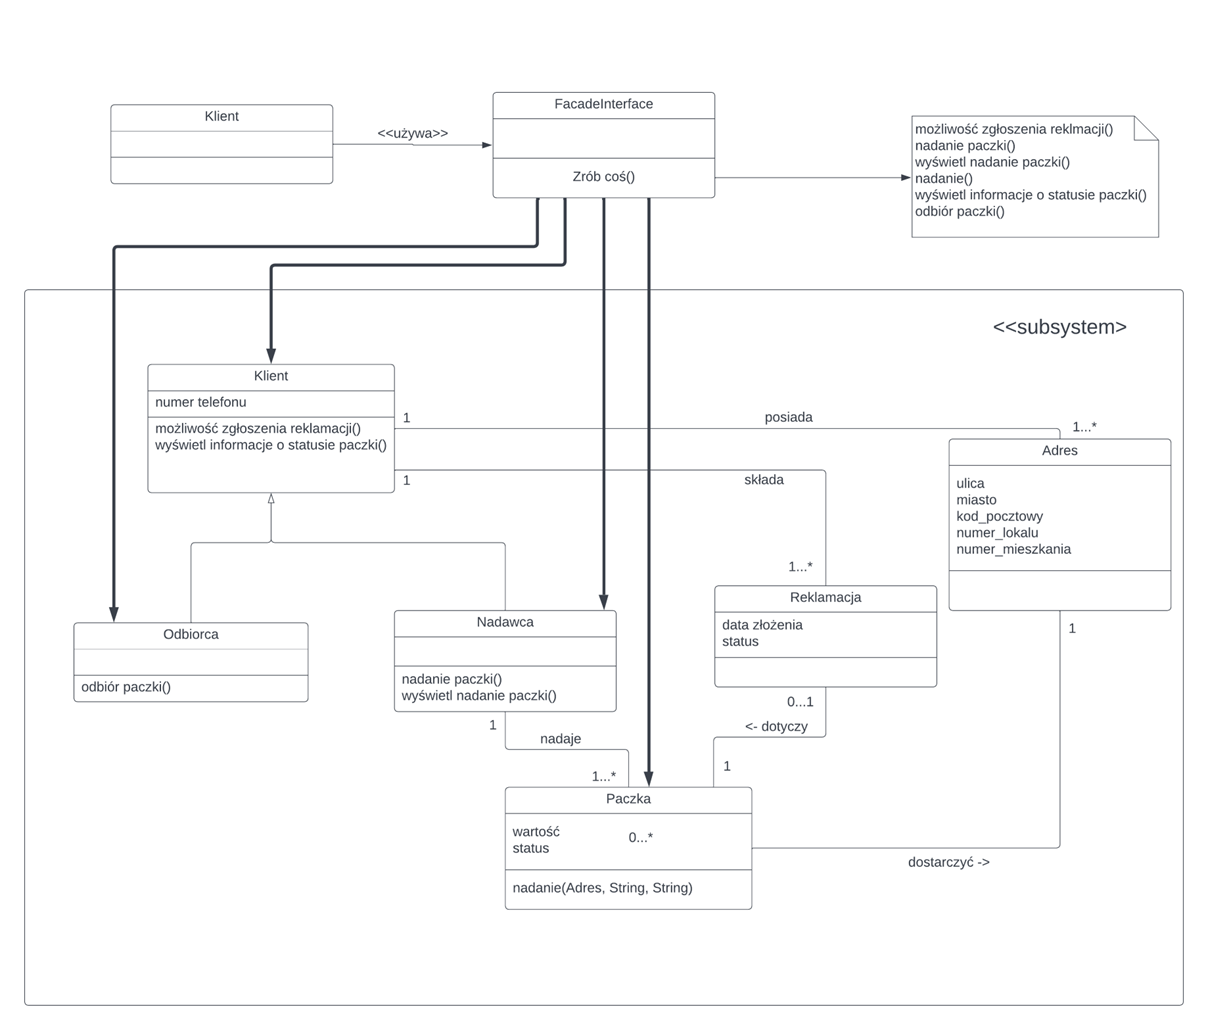 Klient
<<używa>>
FacadeInterface
Zrób coś()
możliwość zgłoszenia reklmacji()
nadanie paczki()
wyświetl nadanie paczki()
nadanie()
wyświetl informacje o statusie paczki()
odbiór paczki()
<<subsystem>
Klient
numer telefonu
możliwość zgłoszenia reklamacji()
wyświetl informacje o statusie paczki()
1
posiada
1...*
1
składa
1...*
Adres
ulica
miasto
kod_pocztowy
numer_lokalu
numer_mieszkania
1
Odbiorca
odbiór paczki()
Nadawca
nadanie paczki()
wyświetl nadanie paczki()
1
nadaje
1...*
Reklamacja
data złożenia
status
0...1
<- dotyczy
1
Paczka
wartość
status
0...*
nadanie(Adres, String, String)
dostarczyć ->